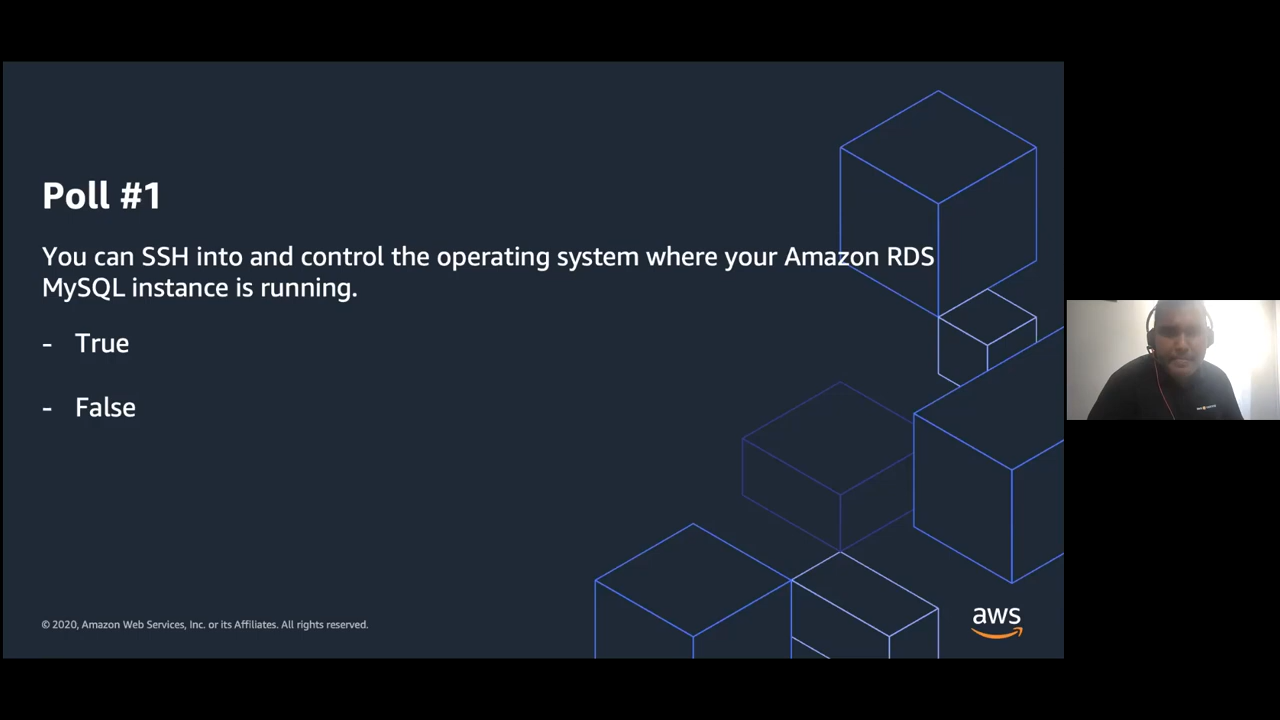 Poll #1
You can SSH into and control the operating system where your Amazon RDS
MySQL instance is running.
- True
- False
© 2020, Amazon Web Services, Inc. or its Affiliates. All rights reserved.
aws